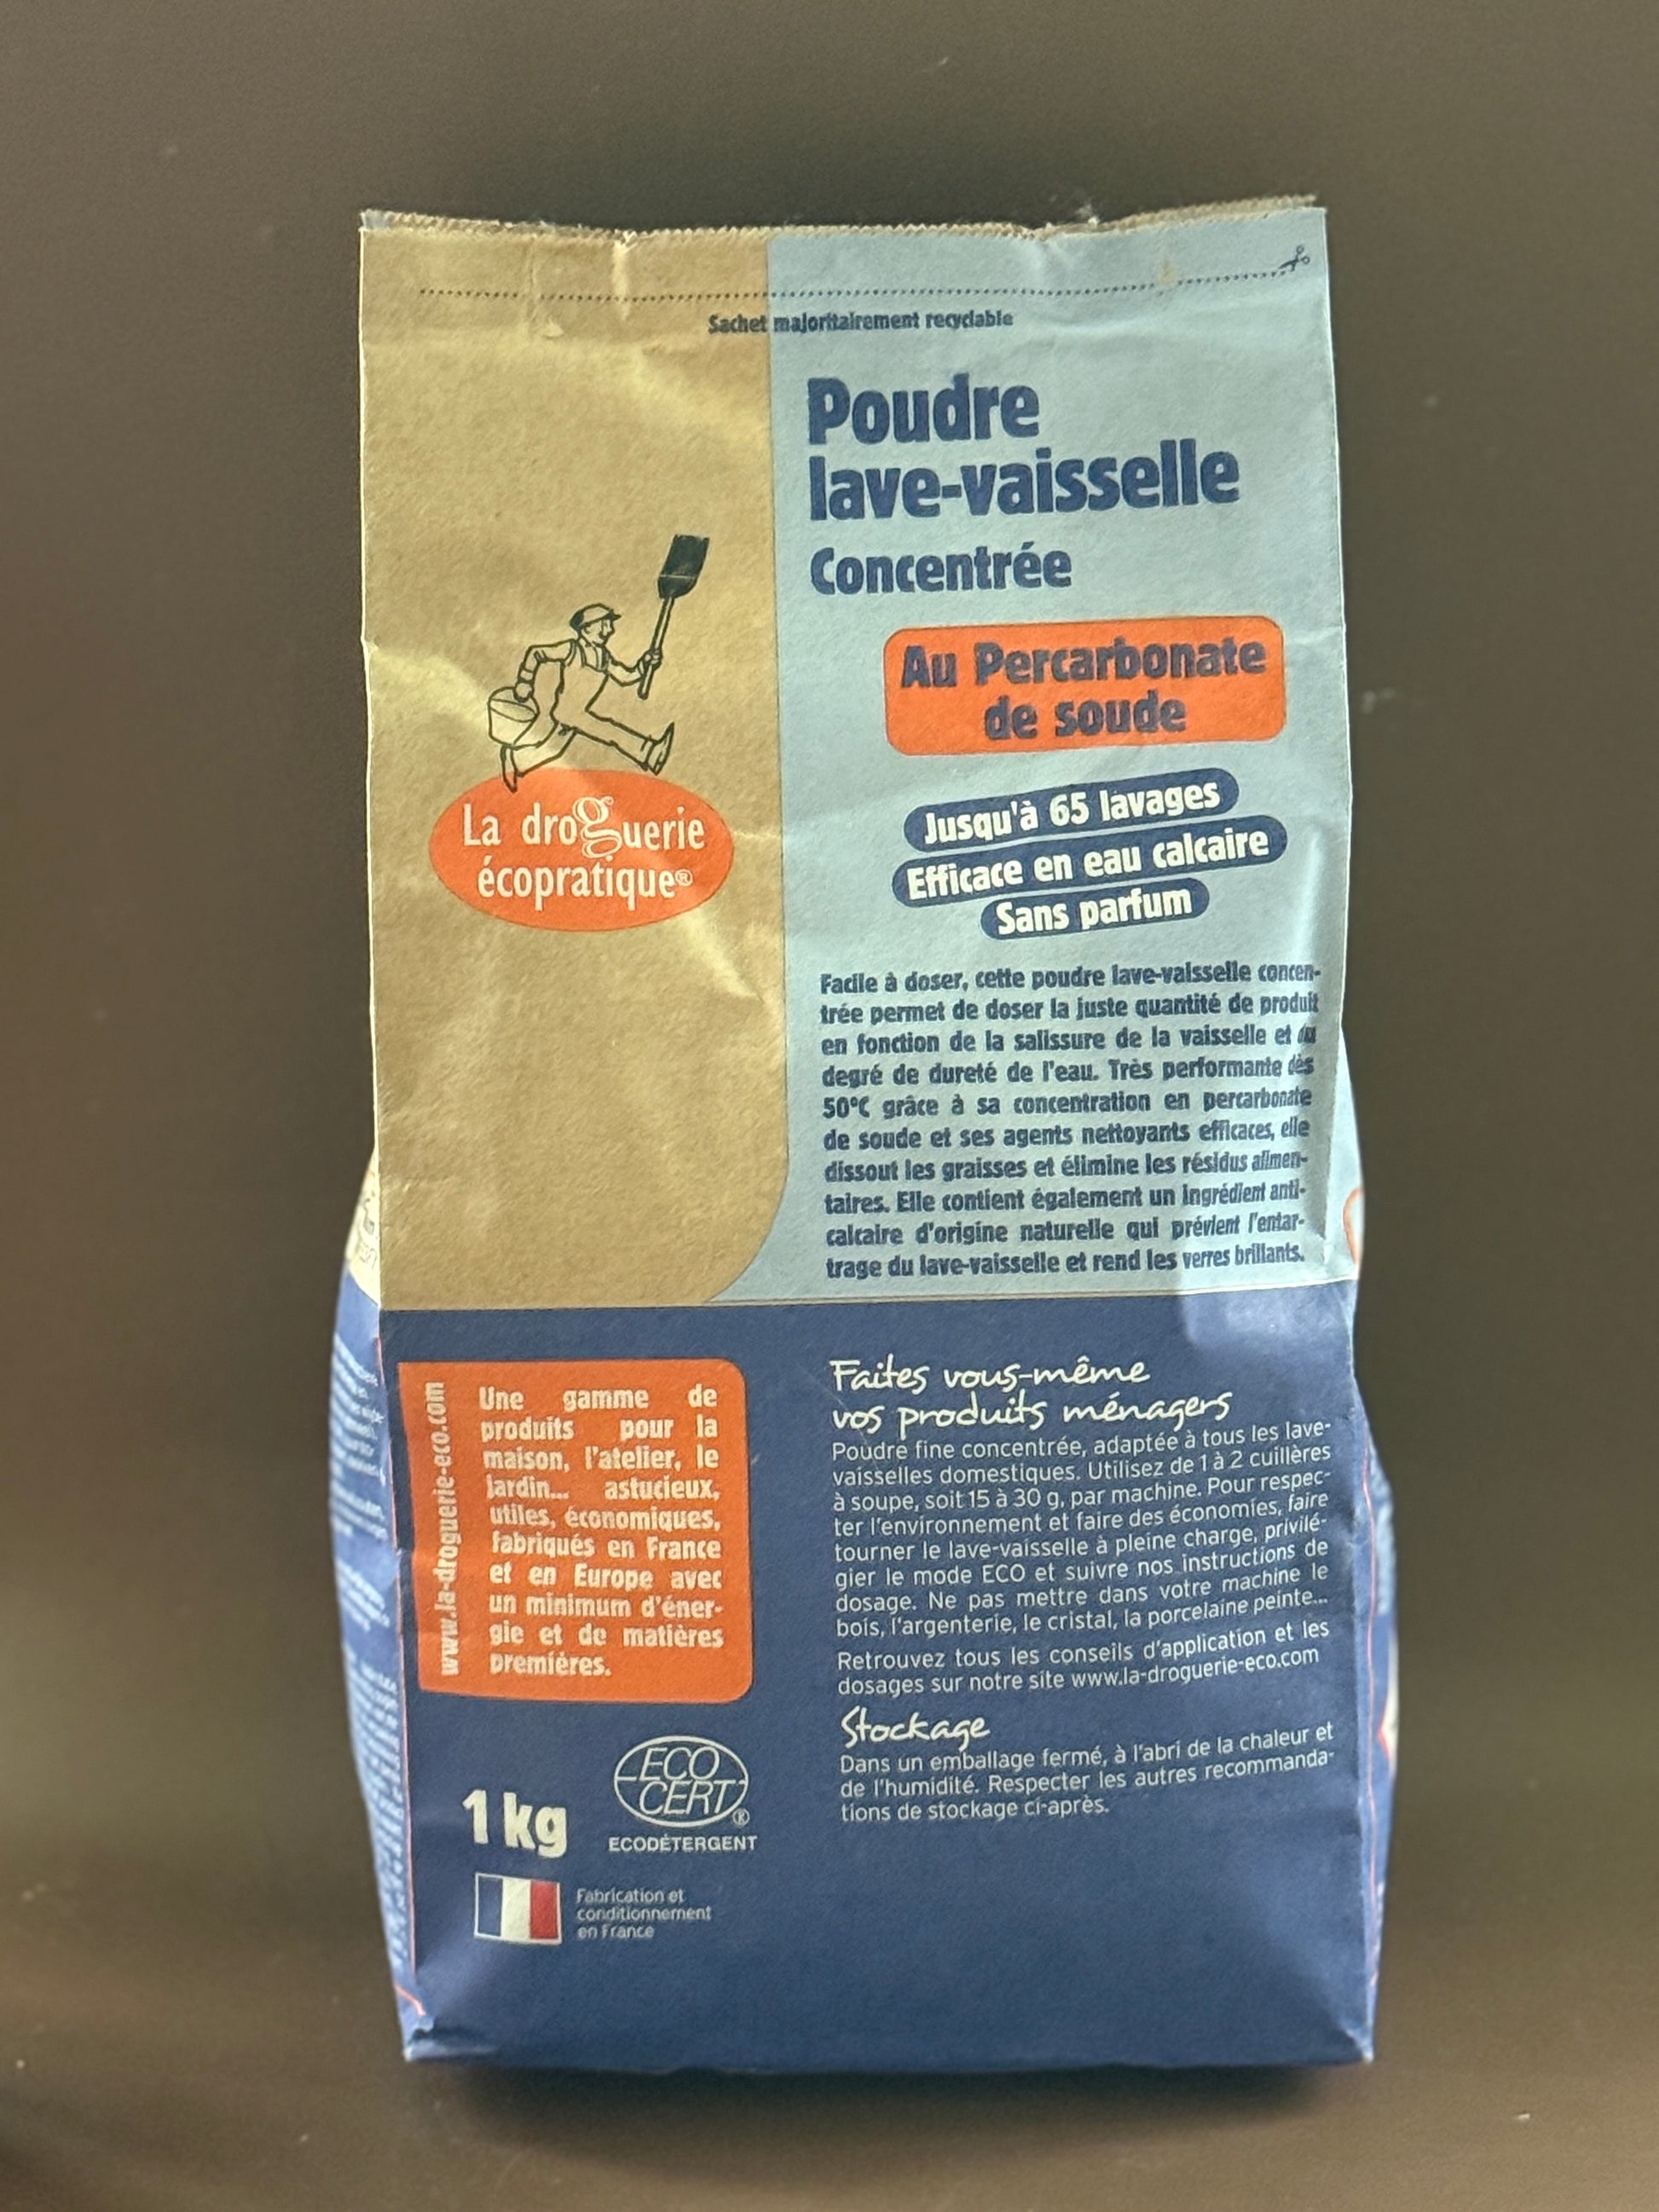 Sachet majoritairement recyclable
Poudre
lave-vaisselle
Concentrée
Au Percarbonate
de soude
Jusqu'à 65 lavages
Efficace en eau calcaire
Sans parfum
La droguerie
écopratique®
Facile à doser, cette poudre lave-vaisselle concen-
trée permet de doser la juste quantité de produit
en fonction de la salissure de la vaisselle et du
degré de dureté de l'eau. Très performante dès
50°C grâce à sa concentration en percarbonate
de soude et ses agents nettoyants efficaces, elle
dissout les graisses et élimine les résidus alimen-
taires. Elle contient également un ingrédient anti-
calcaire d'origine naturelle qui prévient l'entar-
trage du lave-vaisselle et rend les verres brillants.
www.la-droguerie-eco.com
Une gamme de
produits pour la
maison, l'atelier, le
jardin... astucieux,
utiles, économiques,
fabriqués en France
et en Europe avec
un minimum d'éner-
gie et de matières
premières.
Faites vous-même
vos produits ménagers
Poudre fine concentrée, adaptée à tous les lave-
vaisselles domestiques. Utilisez de 1 à 2 cuillères
à soupe, soit 15 à 30 g, par machine. Pour respec-
ter l'environnement et faire des économies, faire
tourner le lave-vaisselle à pleine charge, privilé-
gier le mode ECO et suivre nos instructions de
dosage. Ne pas mettre dans votre machine le
bois, l'argenterie, le cristal, la porcelaine peinte...
Retrouvez tous les conseils d'application et les
dosages sur notre site www.la-droguerie-eco.com
Stockage
Dans un emballage fermé, à l'abri de la chaleur et
de l'humidité. Respecter les autres recommanda-
tions de stockage ci-après.
1 kg
ECO
CERT®
ECODÉTERGENT
Fabrication et
conditionnement
en France